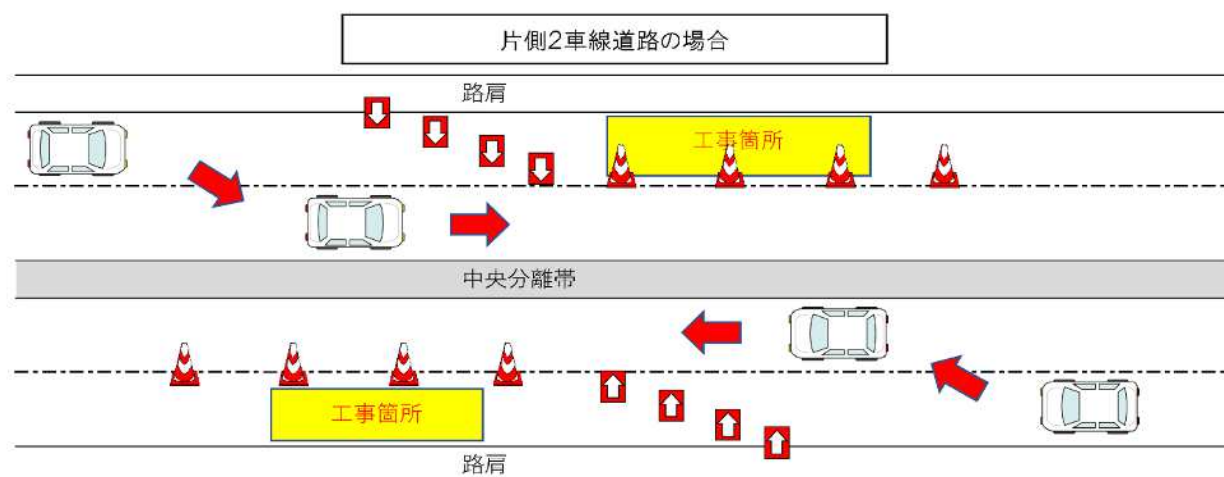 片側2車線道路の場合
路肩
工事箇所
中央分離帯
工事箇所
路肩